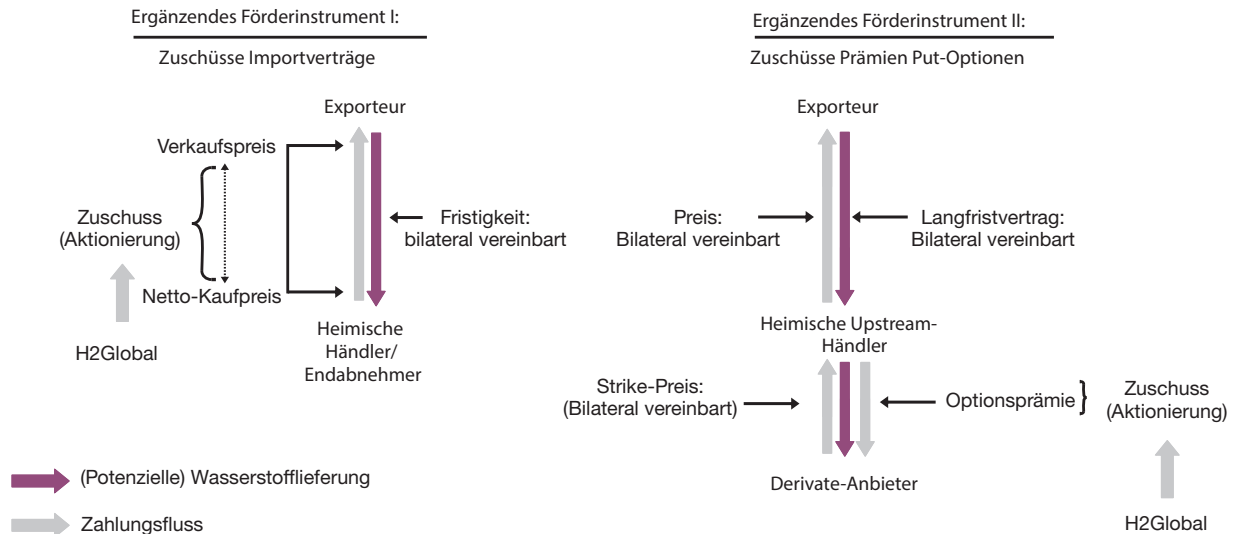 Ergänzendes Förderinstrument I:
Zuschüsse Importverträge
Exporteur
Verkaufspreis
Zuschuss
(Aktionierung)
Fristigkeit:
bilateral vereinbart
Netto-Kaufpreis
H2Global
Heimische
Händler/
Endabnehmer
Ergänzendes Förderinstrument II:
Zuschüsse Prämien Put-Optionen
Exporteur
Preis:
Bilateral vereinbart
Langfristvertrag:
Bilateral vereinbart
Heimische Upstream-
Händler
Strike-Preis:
(Bilateral vereinbart)
Optionsprämie
Zuschuss
(Aktionierung)
Derivate-Anbieter
H2Global
(Potenzielle) Wasserstofflieferung
Zahlungsfluss